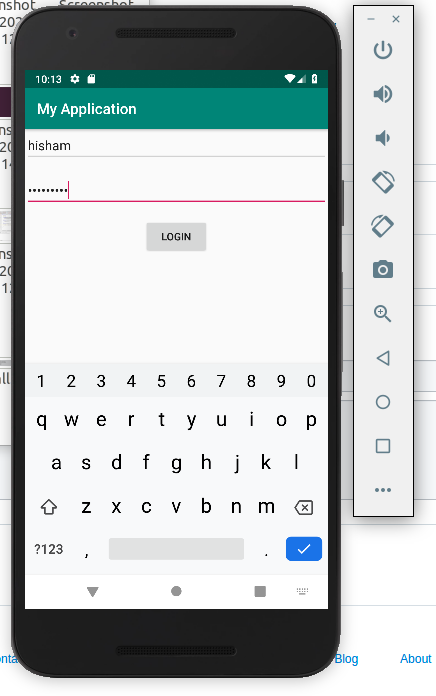 Screenshot
10:13
My Application
hisham
•••••••••
LOGIN
1 2 3 4 5 6 7 8 9 0
q w e r t y u i o p
a s d f g h j k l
z x c v b n m
?123 , .
Blog About